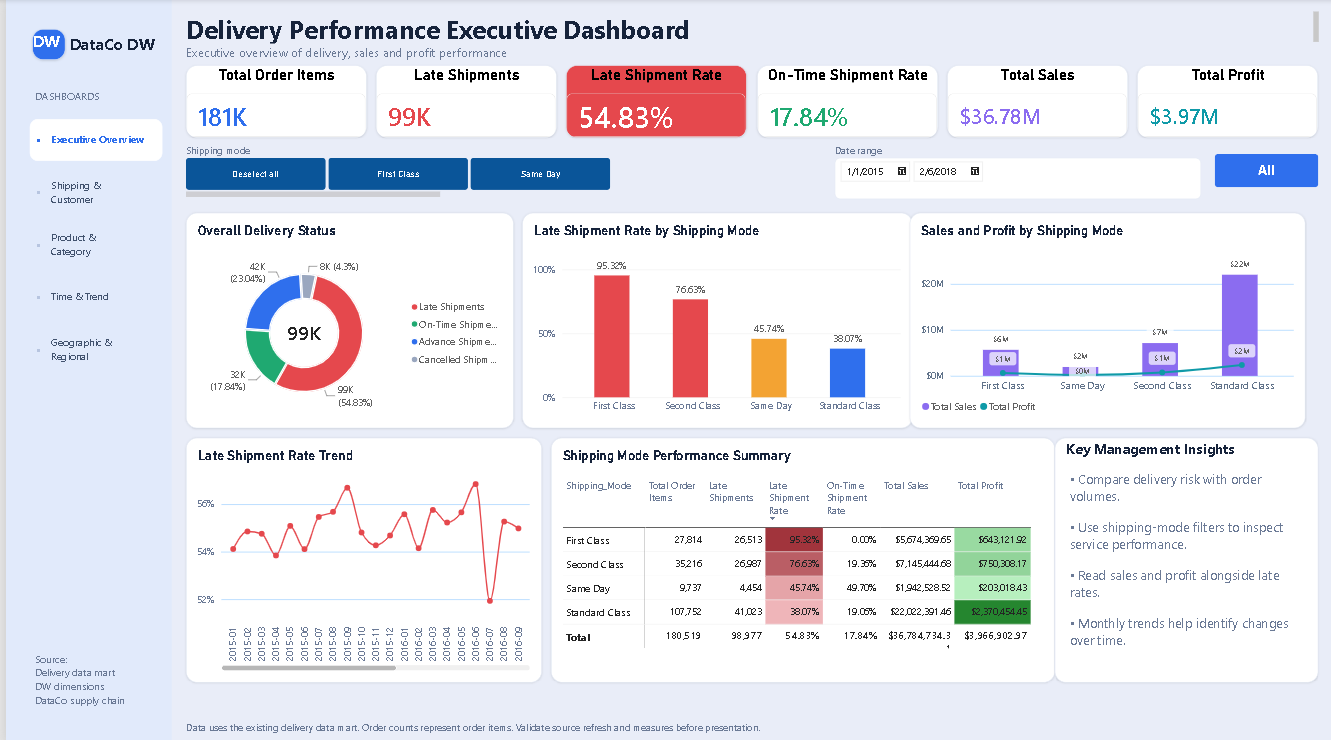 DW DataCo DW
DASHBOARDS
Executive Overview
Shipping &
Customer
Product &
Category
Time & Trend
Geographic &
Regional
Source:
Delivery data mart
DW dimensions
DataCo supply chain
Delivery Performance Executive Dashboard
Executive overview of delivery, sales and profit performance
Total Order Items
181K
Late Shipments
99K
Late Shipment Rate
54.83%
On-Time Shipment Rate
17.84%
Total Sales
$36.78M
Total Profit
$3.97M
Shipping mode
Deselect all
First Class
Same Day
Date range
1/1/2015
2/6/2018
All
Overall Delivery Status
42K
(23.04%)
8K (4.3%)
99K
32K
(17.84%)
99K
(54.83%)
Late Shipments
On-Time Shipme...
Advance Shipme...
Cancelled Shipm...
Late Shipment Rate by Shipping Mode
100%
50%
0%
95.32%
76.63%
45.74%
38.07%
First Class
Second Class
Same Day
Standard Class
Sales and Profit by Shipping Mode
$20M
$10M
$0M
$6M
$1M
$2M
$0M
$7M
$1M
$22M
$2M
First Class
Same Day
Second Class
Standard Class
Total Sales
Total Profit
Late Shipment Rate Trend
56%
54%
52%
2015-01
2015-02
2015-03
2015-04
2015-05
2015-06
2015-07
2015-08
2015-09
2015-10
2015-11
2015-12
2016-01
2016-02
2016-03
2016-04
2016-05
2016-06
2016-07
2016-08
2016-09
Shipping Mode Performance Summary
Shipping_Mode
Total Order
Items
Late
Shipments
Late
Shipment
Rate
On-Time
Shipment
Rate
Total Sales
Total Profit
First Class 27,814 26,513 95.32% 0.00% $5,674,369.65 $643,121.92
Second Class 35,216 26,987 76.63% 19.36% $7,145,444.68 $750,308.17
Same Day 9,737 4,454 45.74% 49.70% $1,942,528.52 $203,018.43
Standard Class 107,752 41,023 38.07% 19.06% $22,022,391.46 $2,370,454.45
Total 180,519 98,977 54.83% 17.84% $36,784,734.3 $3,966,902.97
Key Management Insights
• Compare delivery risk with order
volumes.
• Use shipping-mode filters to inspect
service performance.
• Read sales and profit alongside late
rates.
• Monthly trends help identify changes
over time.
Data uses the existing delivery data mart. Order counts represent order items. Validate source refresh and measures before presentation.